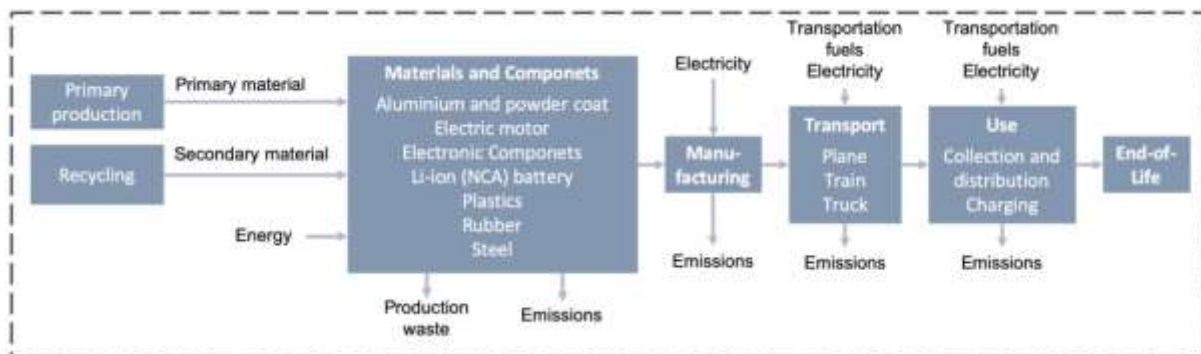 Primary
production
Primary material
Recycling
Secondary material
Energy
Materials and Componets
Aluminium and powder coat
Electric motor
Electronic Componets
Li-ion (NCA) battery
Plastics
Rubber
Steel
Production
waste
Emissions
Electricity
Manu-
facturing
Emissions
Transportation
fuels
Electricity
Transport
Plane
Train
Truck
Emissions
Transportation
fuels
Electricity
Use
Collection and
distribution
Charging
Emissions
End-of-
Life